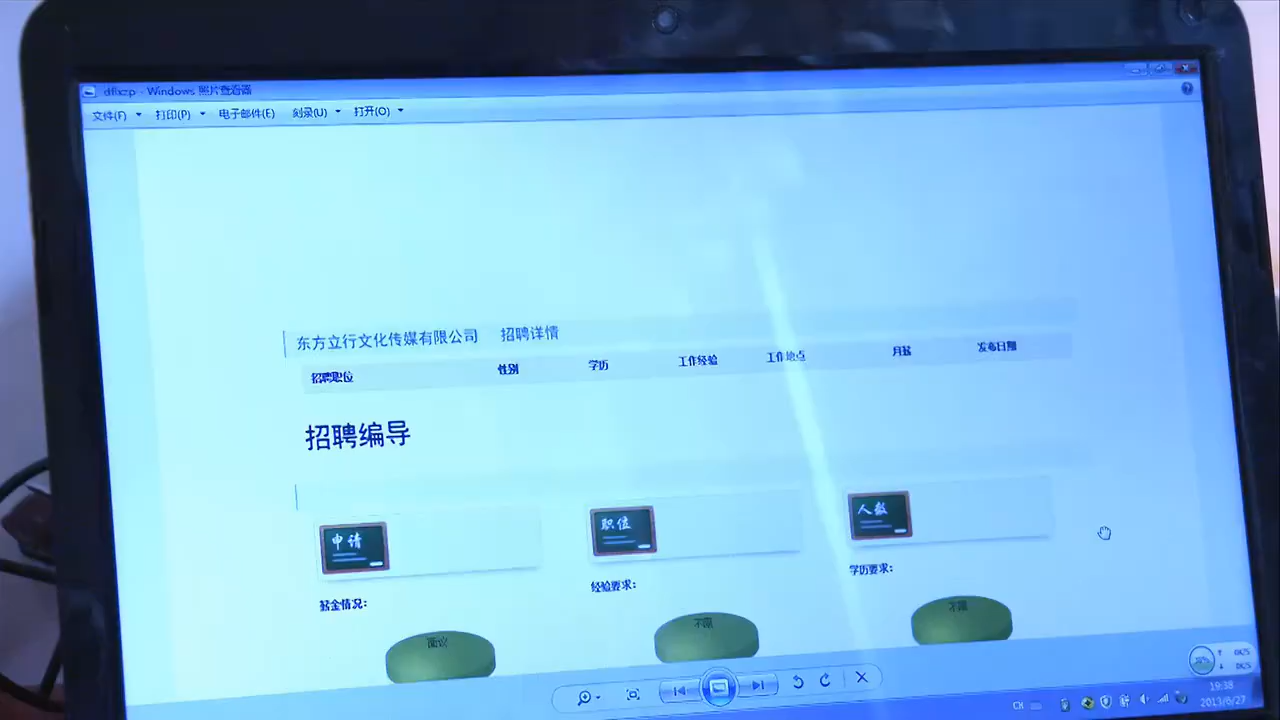 dflxzp - Windows 照片查看器
文件(F) 打印(P) 电子邮件(E) 刻录(U) 打开(O)
东方立行文化传媒有限公司 招聘详情
招聘职位 性别 学历 工作经验 工作地点 月薪 发布日期
招聘编导
申请 职位 人数
薪金情况: 经验要求: 学历要求:
面议 不限 不限
0K/S
0K/S
CH
19:38
2013/6/27